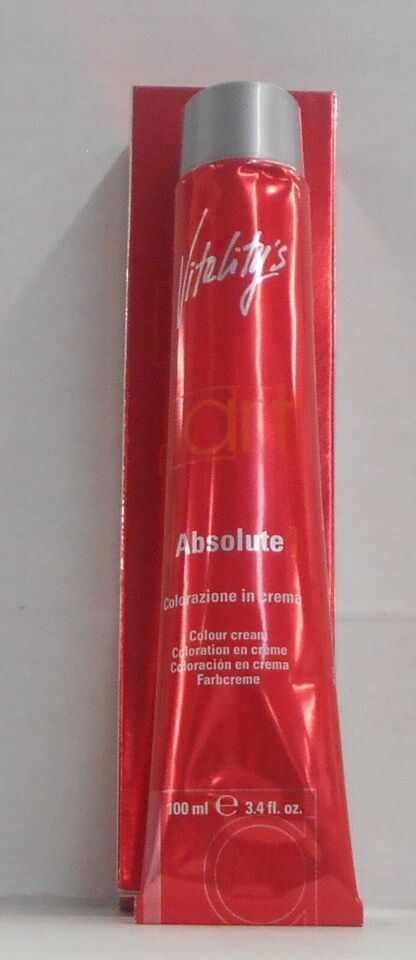 Vitality's
art
Absolute
Colorazione in crema
Colour cream
Coloration en crème
Coloración en crema
Farbcreme
100 ml ℮ 3.4 fl. oz.
C